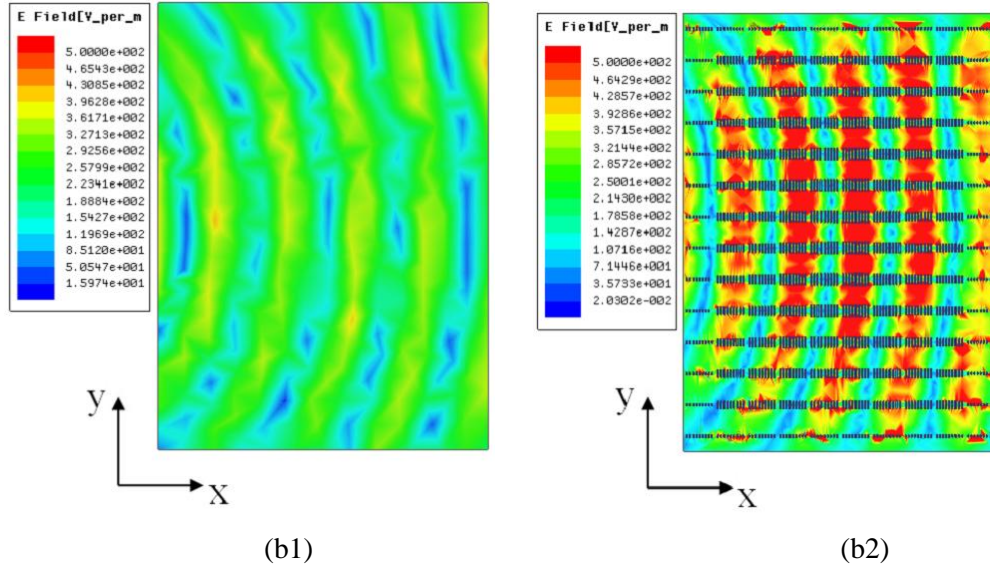 E Field[V_per_m
5.0000e+002
4.6543e+002
4.3085e+002
3.9628e+002
3.6171e+002
3.2713e+002
2.9256e+002
2.5799e+002
2.2341e+002
1.8884e+002
1.5427e+002
1.1969e+002
8.5120e+001
5.0547e+001
1.5974e+001
y
x
(b1)
E Field[V_per_m
5.0000e+002
4.6429e+002
4.2857e+002
3.9286e+002
3.5715e+002
3.2144e+002
2.8572e+002
2.5001e+002
2.1430e+002
1.7858e+002
1.4287e+002
1.0716e+002
7.1446e+001
3.5733e+001
2.0302e-002
y
x
(b2)